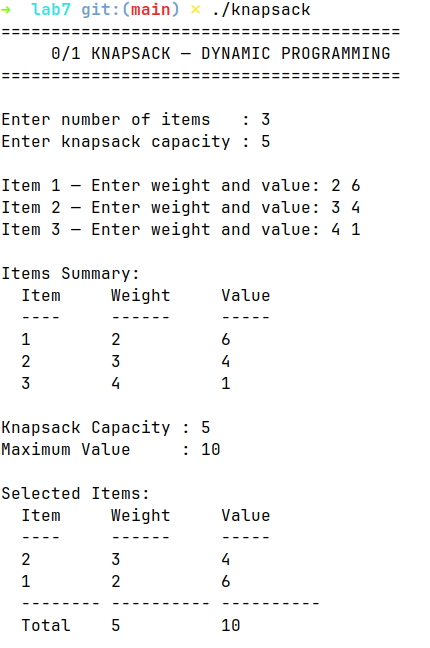 → lab7 git:(main) × ./knapsack
========================================
     0/1 KNAPSACK — DYNAMIC PROGRAMMING
========================================

Enter number of items   : 3
Enter knapsack capacity : 5

Item 1 — Enter weight and value: 2 6
Item 2 — Enter weight and value: 3 4
Item 3 — Enter weight and value: 4 1

Items Summary:
  Item     Weight     Value
  ----     ------     -----
  1        2          6
  2        3          4
  3        4          1

Knapsack Capacity : 5
Maximum Value     : 10

Selected Items:
  Item     Weight     Value
  ----     ------     -----
  2        3          4
  1        2          6
  -------- ---------- ----------
  Total    5          10